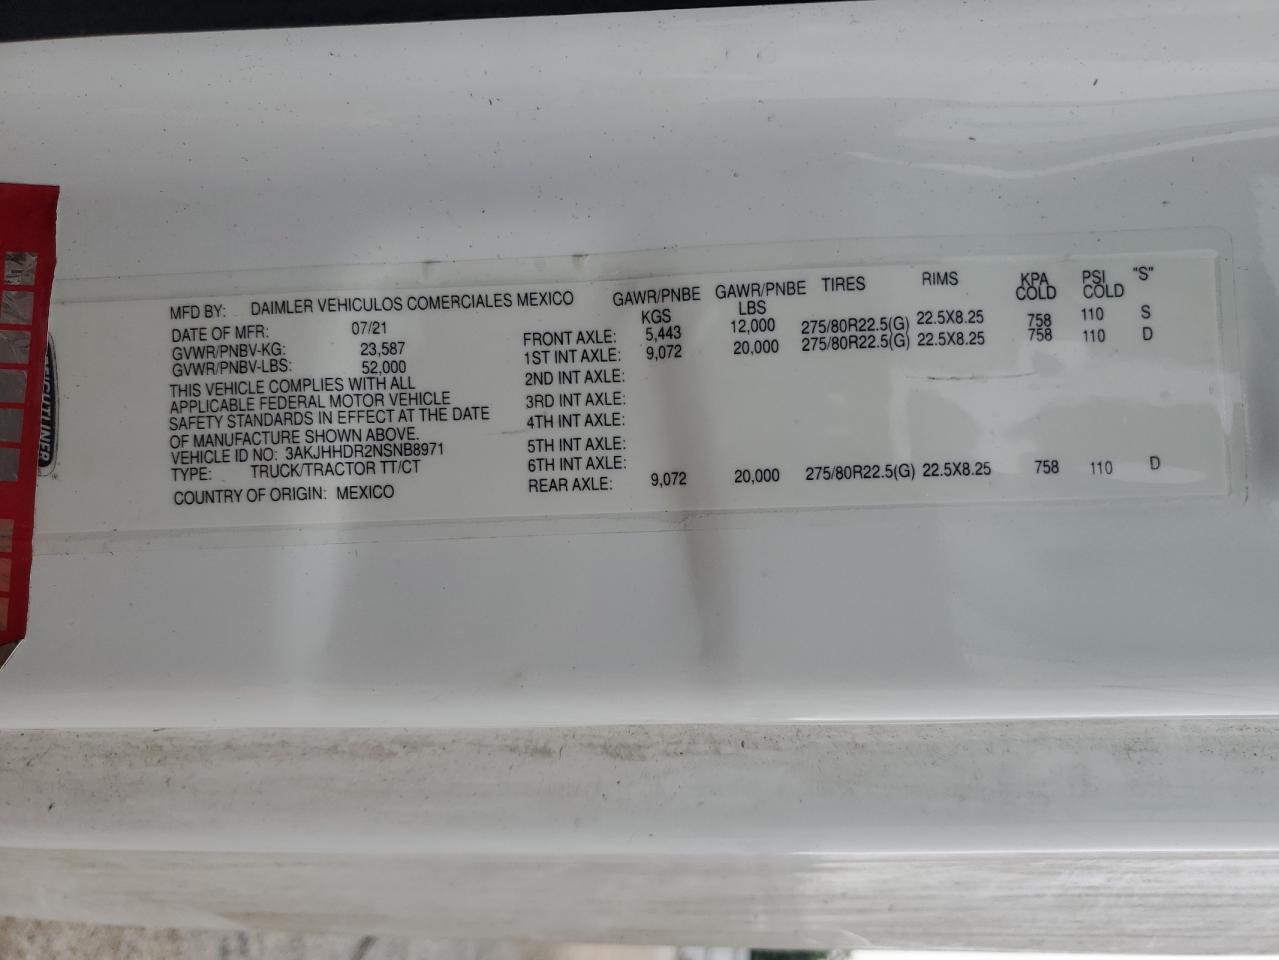 MFD BY: DAIMLER VEHICULOS COMERCIALES MEXICO
DATE OF MFR: 07/21
GVWR/PNBV-KG: 23,587
GVWR/PNBV-LBS: 52,000
THIS VEHICLE COMPLIES WITH ALL
APPLICABLE FEDERAL MOTOR VEHICLE
SAFETY STANDARDS IN EFFECT AT THE DATE
OF MANUFACTURE SHOWN ABOVE.
VEHICLE ID NO: 3AKJHHDR2NSNB8971
TYPE: TRUCK/TRACTOR TT/CT
COUNTRY OF ORIGIN: MEXICO
GAWR/PNBE KGS GAWR/PNBE LBS TIRES RIMS KPA COLD PSI COLD "S"
FRONT AXLE: 5,443 12,000 275/80R22.5(G) 22.5X8.25 758 110 S
1ST INT AXLE: 9,072 20,000 275/80R22.5(G) 22.5X8.25 758 110 D
2ND INT AXLE:
3RD INT AXLE:
4TH INT AXLE:
5TH INT AXLE:
6TH INT AXLE:
REAR AXLE: 9,072 20,000 275/80R22.5(G) 22.5X8.25 758 110 D